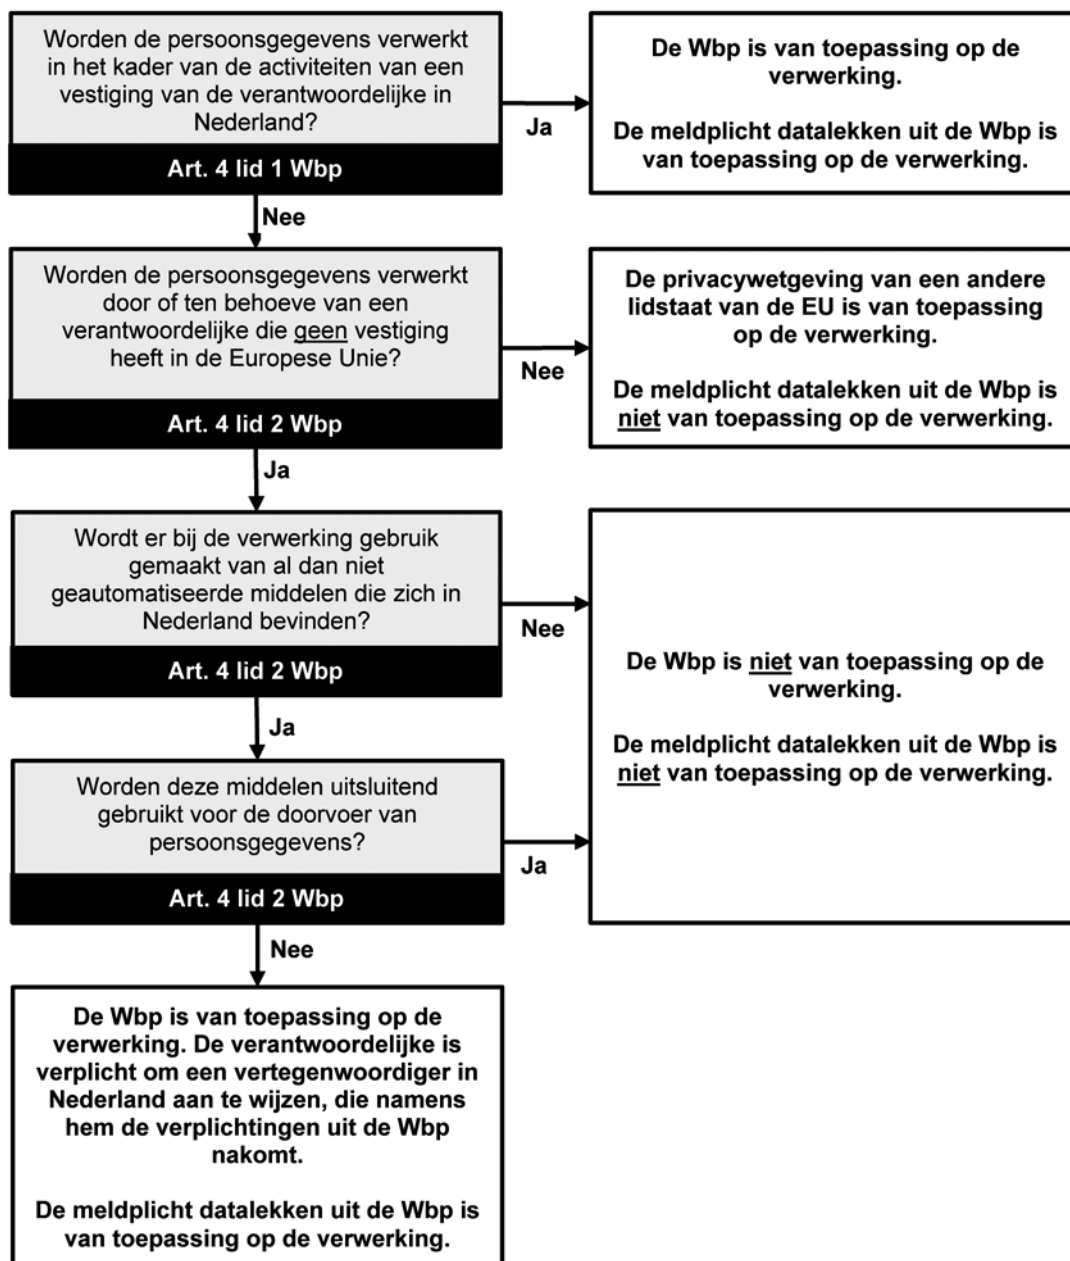 Worden de persoonsgegevens verwerkt
in het kader van de activiteiten van een
vestiging van de verantwoordelijke in
Nederland?
Art. 4 lid 1 Wbp
Ja
De Wbp is van toepassing op de
verwerking.
De meldplicht datalekken uit de Wbp is
van toepassing op de verwerking.
Nee
Worden de persoonsgegevens verwerkt
door of ten behoeve van een
verantwoordelijke die geen vestiging
heeft in de Europese Unie?
Art. 4 lid 2 Wbp
Nee
De privacywetgeving van een andere
lidstaat van de EU is van toepassing
op de verwerking.
De meldplicht datalekken uit de Wbp is
niet van toepassing op de verwerking.
Ja
Wordt er bij de verwerking gebruik
gemaakt van al dan niet
geautomatiseerde middelen die zich in
Nederland bevinden?
Art. 4 lid 2 Wbp
Nee
De Wbp is niet van toepassing op de
verwerking.
De meldplicht datalekken uit de Wbp is
niet van toepassing op de verwerking.
Ja
Worden deze middelen uitsluitend
gebruikt voor de doorvoer van
persoonsgegevens?
Art. 4 lid 2 Wbp
Ja
Nee
De Wbp is van toepassing op de
verwerking. De verantwoordelijke is
verplicht om een vertegenwoordiger in
Nederland aan te wijzen, die namens
hem de verplichtingen uit de Wbp
nakomt.
De meldplicht datalekken uit de Wbp is
van toepassing op de verwerking.